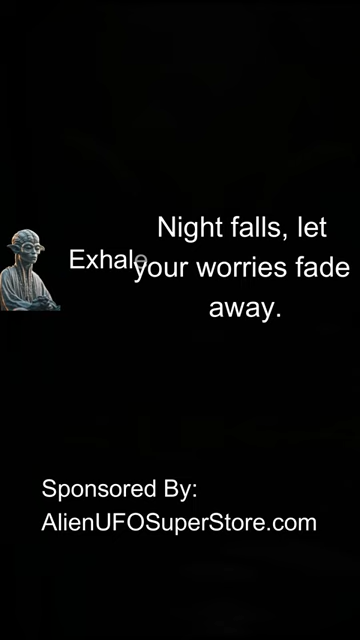 Night falls, let
Exhale
your worries fade
away.
Sponsored By:
AlienUFOSuperStore.com